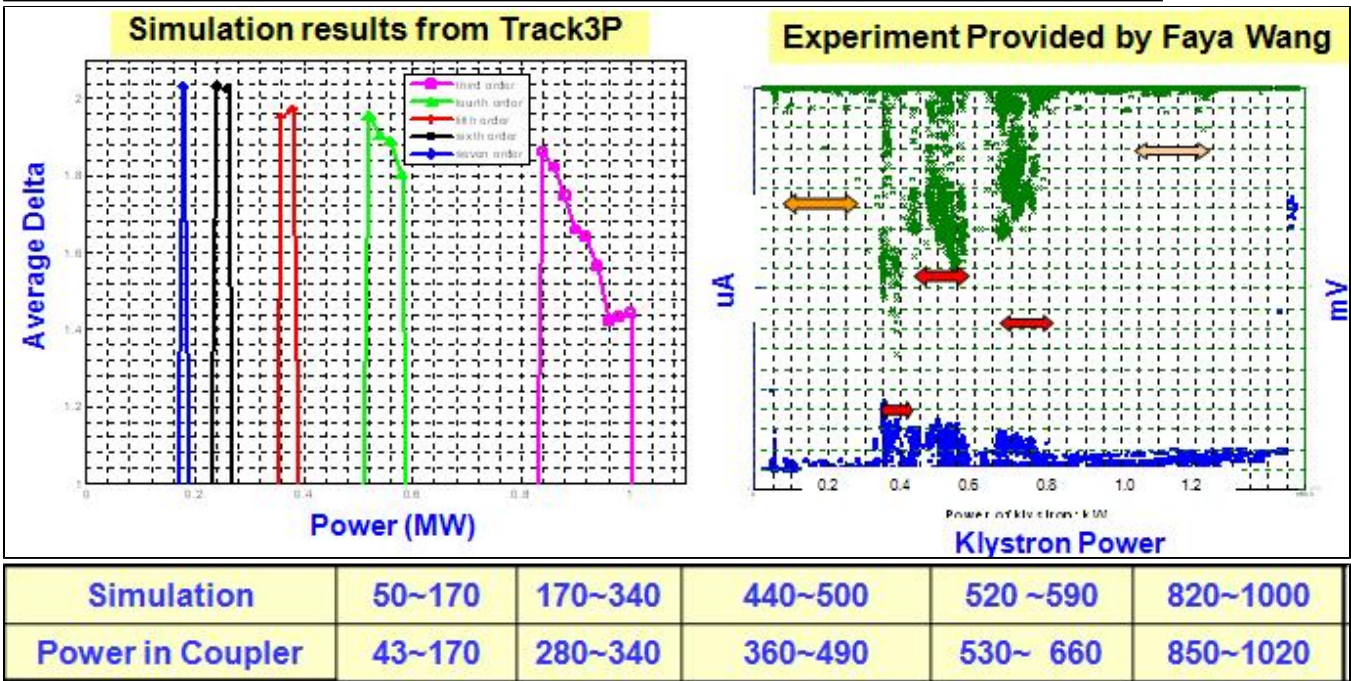 Simulation results from Track3P
Experiment Provided by Faya Wang
third order
fourth order
fifth order
sixth order
seven order
Average Delta
2
1.8
1.6
1.4
1.2
1
0
0.2
0.4
0.6
0.8
1
Power (MW)
uA
mV
0.2
0.4
0.6
0.8
1.0
1.2
Power of klystron: kW
Klystron Power
Simulation 50~170 170~340 440~500 520 ~590 820~1000
Power in Coupler 43~170 280~340 360~490 530~ 660 850~1020